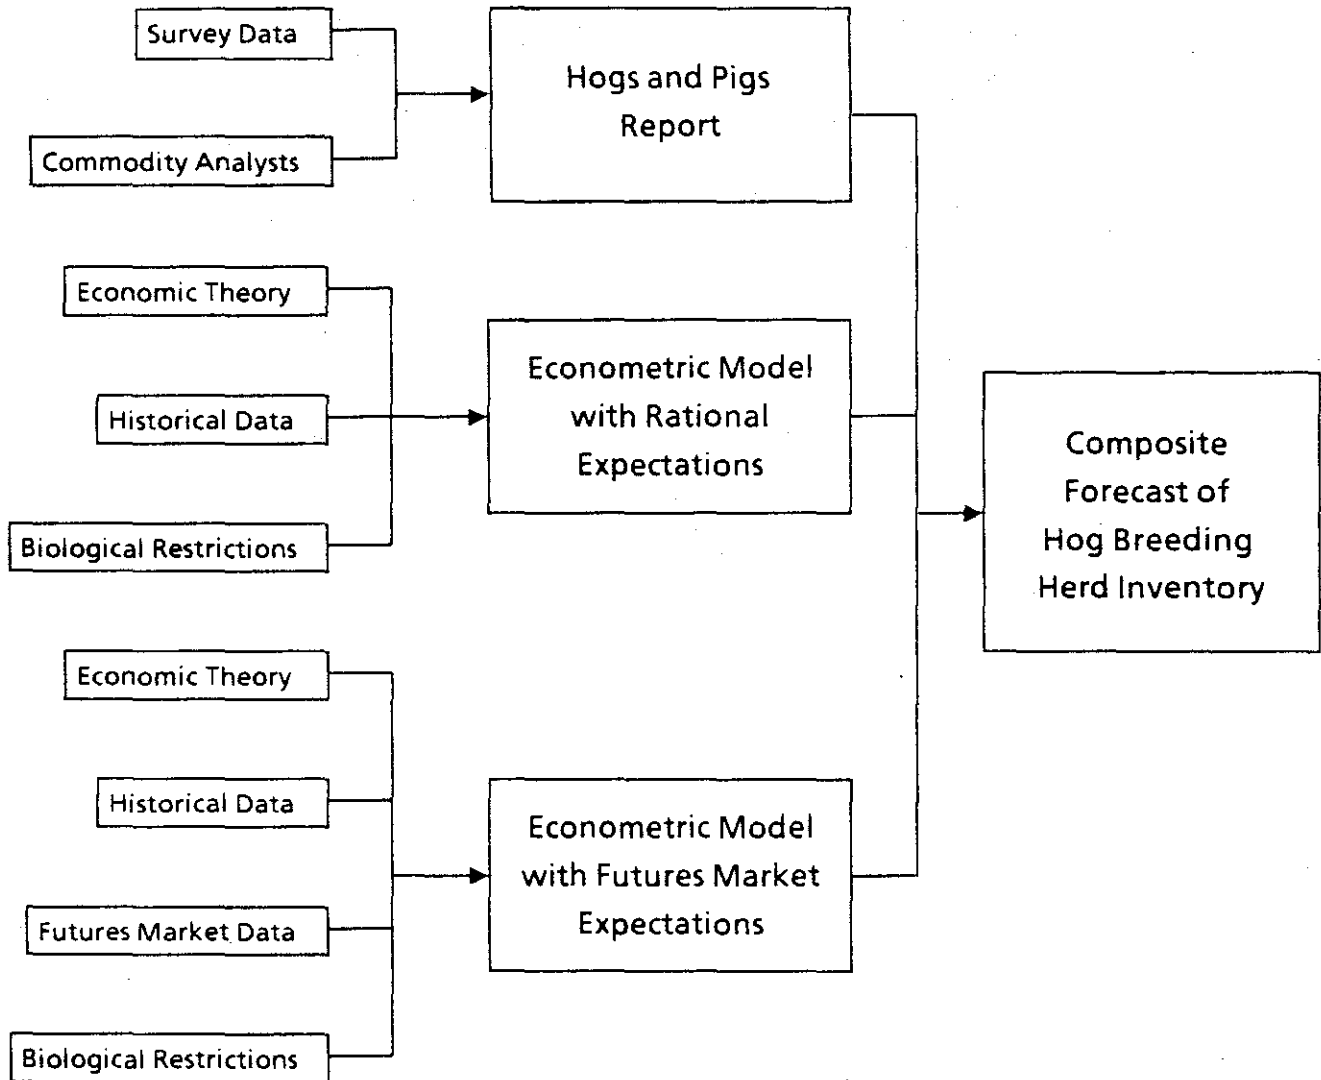 Survey Data
Commodity Analysts
Hogs and Pigs
Report
Economic Theory
Historical Data
Biological Restrictions
Econometric Model
with Rational
Expectations
Economic Theory
Historical Data
Futures Market Data
Biological Restrictions
Econometric Model
with Futures Market
Expectations
Composite
Forecast of
Hog Breeding
Herd Inventory